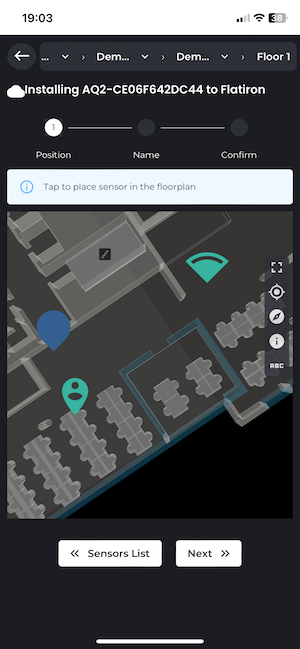 19:03
38
... Dem... Dem... Floor 1
Installing AQ2-CE06F642DC44 to Flatiron
1
Position Name Confirm
Tap to place sensor in the floorplan
ABC
Sensors List Next